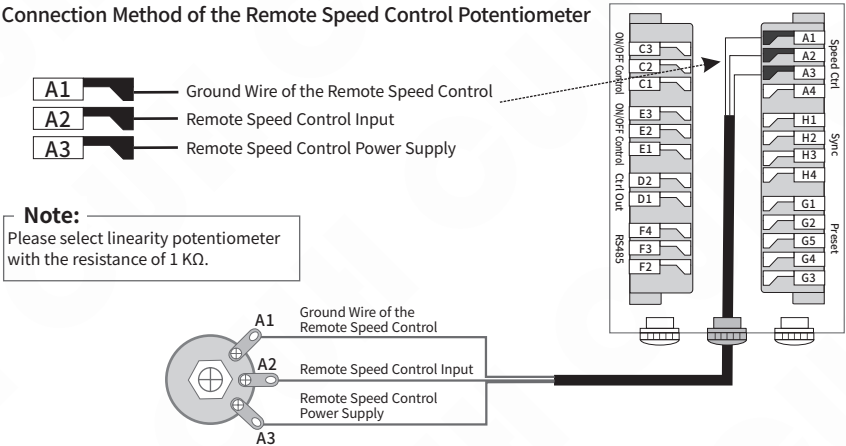 Connection Method of the Remote Speed Control Potentiometer
A1 Ground Wire of the Remote Speed Control
A2 Remote Speed Control Input
A3 Remote Speed Control Power Supply
Note:
Please select linearity potentiometer
with the resistance of 1 KΩ.
ON/OFF Control
C3
C2
C1
ON/OFF Control
E3
E2
E1
Ctrl Out
D2
D1
RS485
F4
F3
F2
Speed Ctrl
A1
A2
A3
A4
Sync
H1
H2
H3
H4
Preset
G1
G2
G5
G4
G3
A1
Ground Wire of the
Remote Speed Control
A2
Remote Speed Control Input
Remote Speed Control
Power Supply
A3